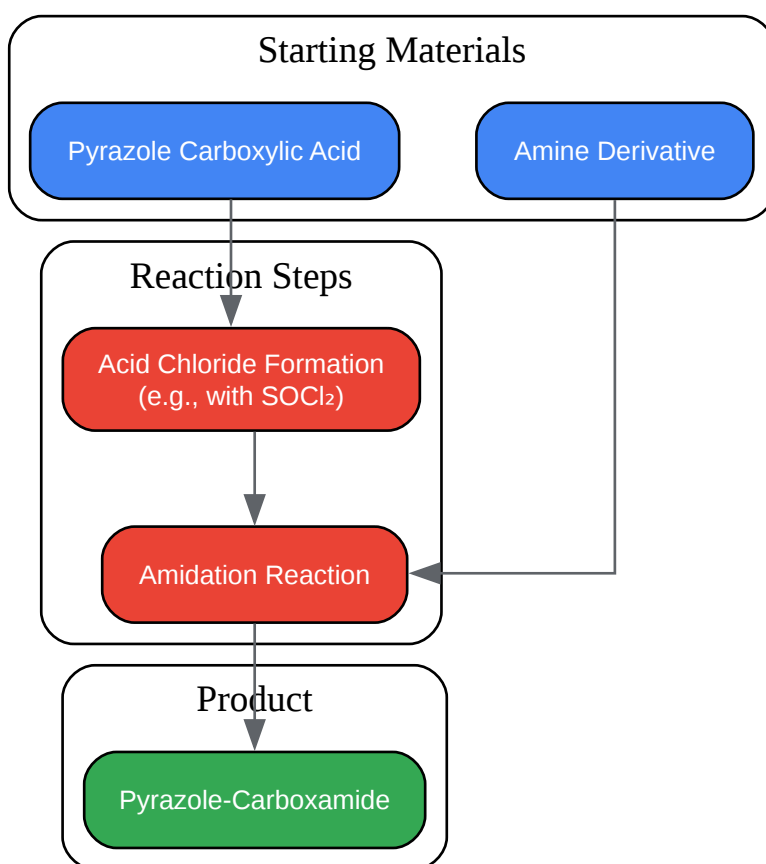 Starting Materials
Pyrazole Carboxylic Acid
Amine Derivative
Reaction Steps
Acid Chloride Formation
(e.g., with SOCl₂)
Amidation Reaction
Product
Pyrazole-Carboxamide